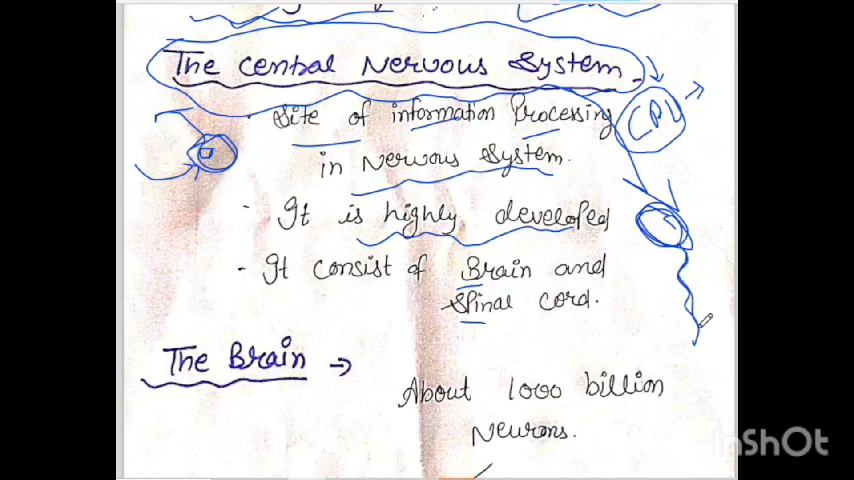 The Central Nervous System
CPU
• Site of information Processing
in Nervous System.
• It is highly developed
- It consist of Brain and
Spinal cord.
The Brain →
About 1000 billion
Neurons.
InShOt